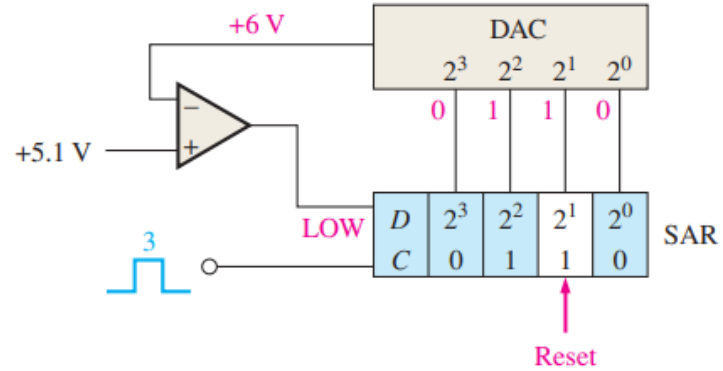 +6 V
DAC
2³ 2² 2¹ 2⁰
0 1 1 0
−
+
+5.1 V
LOW
D 2³ 2² 2¹ 2⁰
SAR
C 0 1 1 0
3
Reset